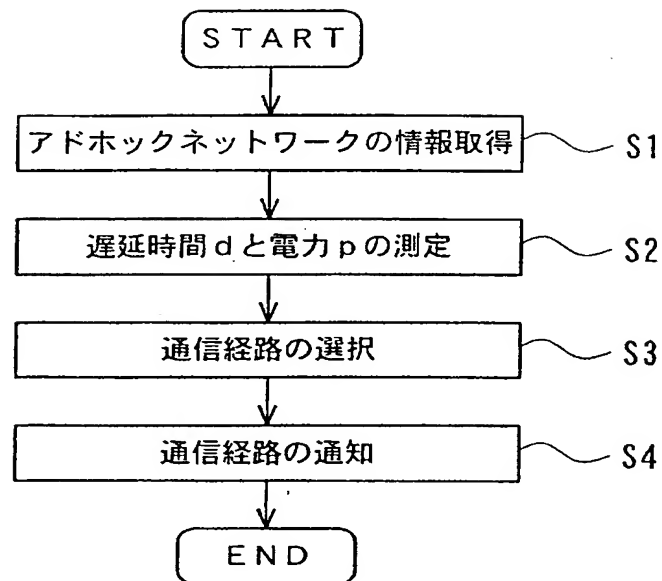 START
アドホックネットワークの情報取得 S1
遅延時間dと電力pの測定 S2
通信経路の選択 S3
通信経路の通知 S4
END